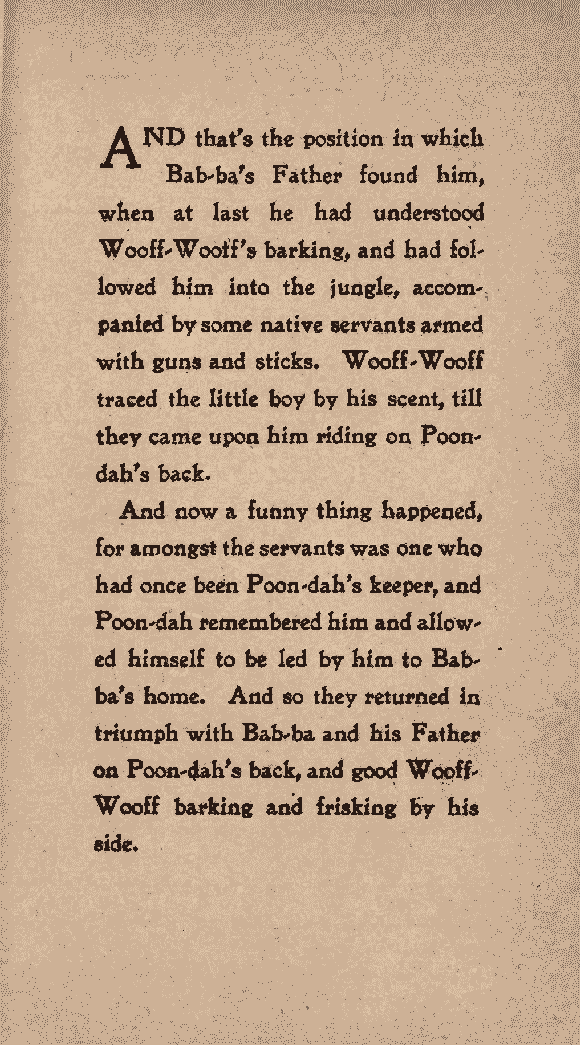 AND that's the position in which
Bab-ba's Father found him,
when at last he had understood
Wooff-Wooff's barking, and had fol-
lowed him into the jungle, accom-
panied by some native servants armed
with guns and sticks. Wooff-Wooff
traced the little boy by his scent, till
they came upon him riding on Poon-
dah's back.
And now a funny thing happened,
for amongst the servants was one who
had once been Poon-dah's keeper, and
Poon-dah remembered him and allow-
ed himself to be led by him to Bab-
ba's home. And so they returned in
triumph with Bab-ba and his Father
on Poon-dah's back, and good Wooff-
Wooff barking and frisking by his
side.